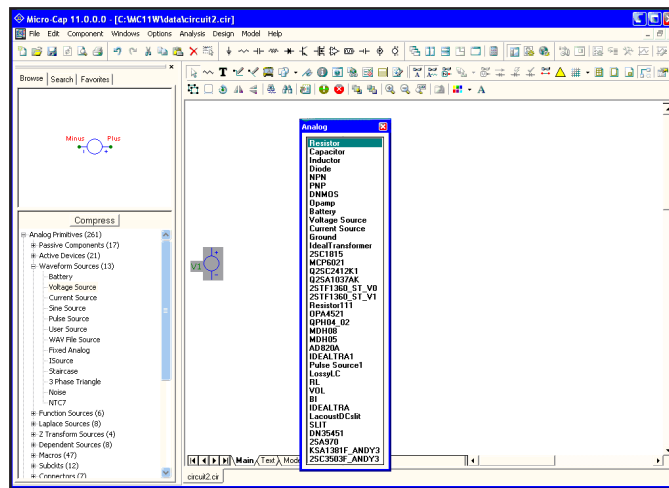 Micro-Cap 11.0.0.0 - [C:\MC11W\data\circuit2.cir]
File Edit Component Windows Options Analysis Design Model Help
Browse Search Favorites
Minus Plus
Compress
Analog Primitives (261)
Passive Components (17)
Active Devices (21)
Waveform Sources (13)
Battery
Voltage Source
Current Source
Sine Source
Pulse Source
User Source
WAV File Source
Fixed Analog
ISource
Staircase
3 Phase Triangle
Noise
NTC7
Function Sources (6)
Laplace Sources (8)
Z Transform Sources (4)
Dependent Sources (8)
Macros (47)
Subckts (12)
Connectors (7)
V1
Analog
Resistor
Capacitor
Inductor
Diode
NPN
PNP
DNMOS
Opamp
Battery
Voltage Source
Current Source
Ground
IdealTransformer
2SC1815
MCP6021
Q2SC2412K1
Q2SA1037AK
2STF1360_ST_V0
2STF1360_ST_V1
Resistor111
OPA4521
QPH04_02
MDH08
MDH05
AD820A
IDEALTRA1
Pulse Source1
LossyLC
RL
VOL
BI
IDEALTRA
LacoustDCslit
SLIT
DN35451
2SA970
KSA1381F_ANDY3
2SC3503F_ANDY3
Main Text Mode
circuit2.cir